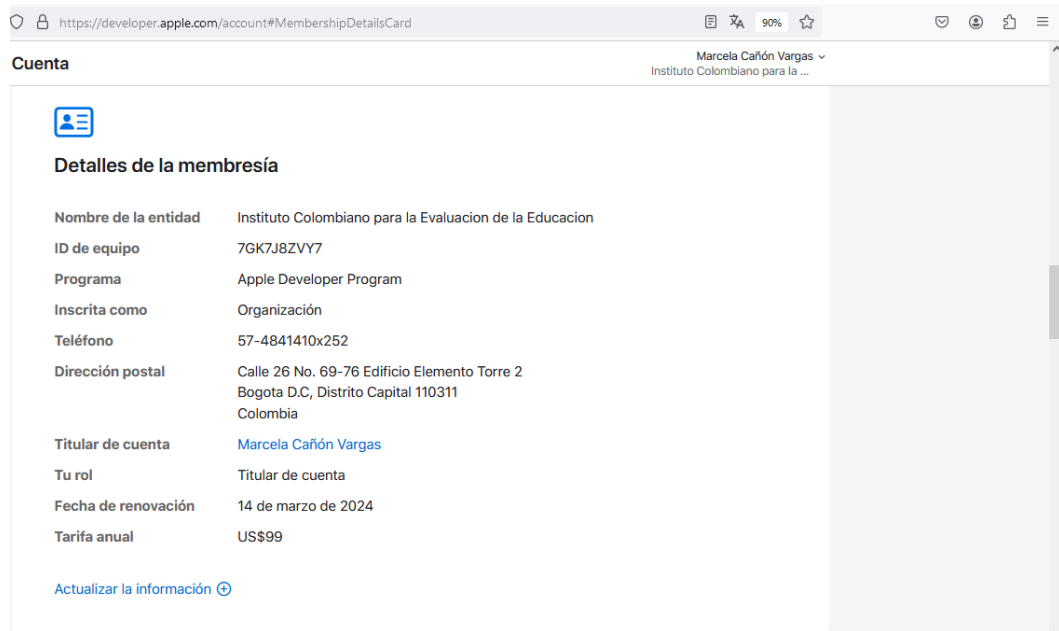 https://developer.apple.com/account#MembershipDetailsCard 90%
Cuenta
Marcela Cañón Vargas
Instituto Colombiano para la ...
Detalles de la membresía
Nombre de la entidad Instituto Colombiano para la Evaluacion de la Educacion
ID de equipo 7GK7J8ZVY7
Programa Apple Developer Program
Inscrita como Organización
Teléfono 57-4841410x252
Dirección postal Calle 26 No. 69-76 Edificio Elemento Torre 2
Bogota D.C, Distrito Capital 110311
Colombia
Titular de cuenta Marcela Cañón Vargas
Tu rol Titular de cuenta
Fecha de renovación 14 de marzo de 2024
Tarifa anual US$99
Actualizar la información